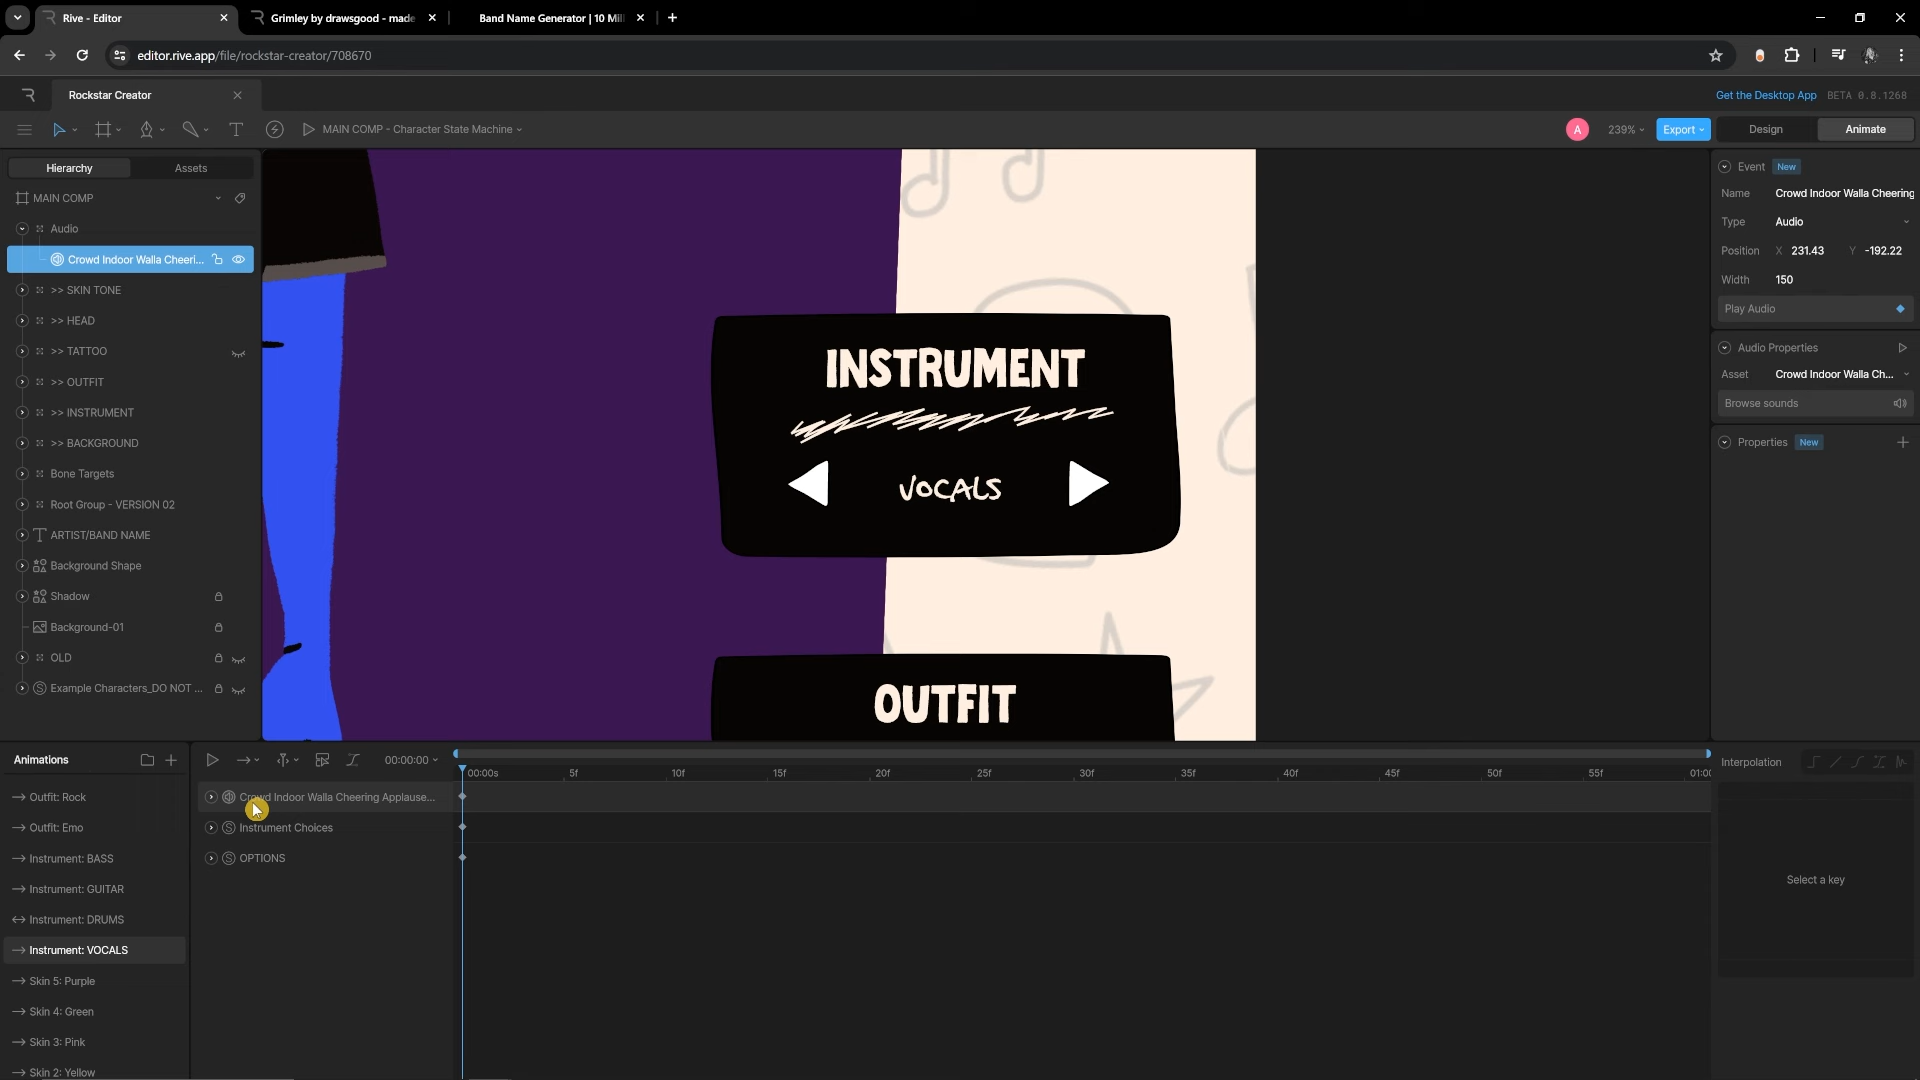 Rive - Editor
Grimley by drawsgood - made
Band Name Generator | 10 Mil
editor.rive.app/file/rockstar-creator/708670
Rockstar Creator
Get the Desktop App
BETA 0.8.1268
MAIN COMP - Character State Machine
A
239%
Export
Design
Animate
Hierarchy
Assets
MAIN COMP
Audio
Crowd Indoor Walla Cheeri...
>> SKIN TONE
>> HEAD
>> TATTOO
>> OUTFIT
>> INSTRUMENT
>> BACKGROUND
Bone Targets
Root Group - VERSION 02
ARTIST/BAND NAME
Background Shape
Shadow
Background-01
OLD
Example Characters_DO NOT ...
INSTRUMENT
VOCALS
OUTFIT
Event New
Name Crowd Indoor Walla Cheering
Type Audio
Position X 231.43 Y -192.22
Width 150
Play Audio
Audio Properties
Asset Crowd Indoor Walla Ch...
Browse sounds
Properties New
Animations
Outfit: Rock
Outfit: Emo
Instrument: BASS
Instrument: GUITAR
Instrument: DRUMS
Instrument: VOCALS
Skin 5: Purple
Skin 4: Green
Skin 3: Pink
Skin 2: Yellow
00:00:00
00:00s 5f 10f 15f 20f 25f 30f 35f 40f 45f 50f 55f 01:00
Crowd Indoor Walla Cheering Applause...
Instrument Choices
OPTIONS
Interpolation
Select a key